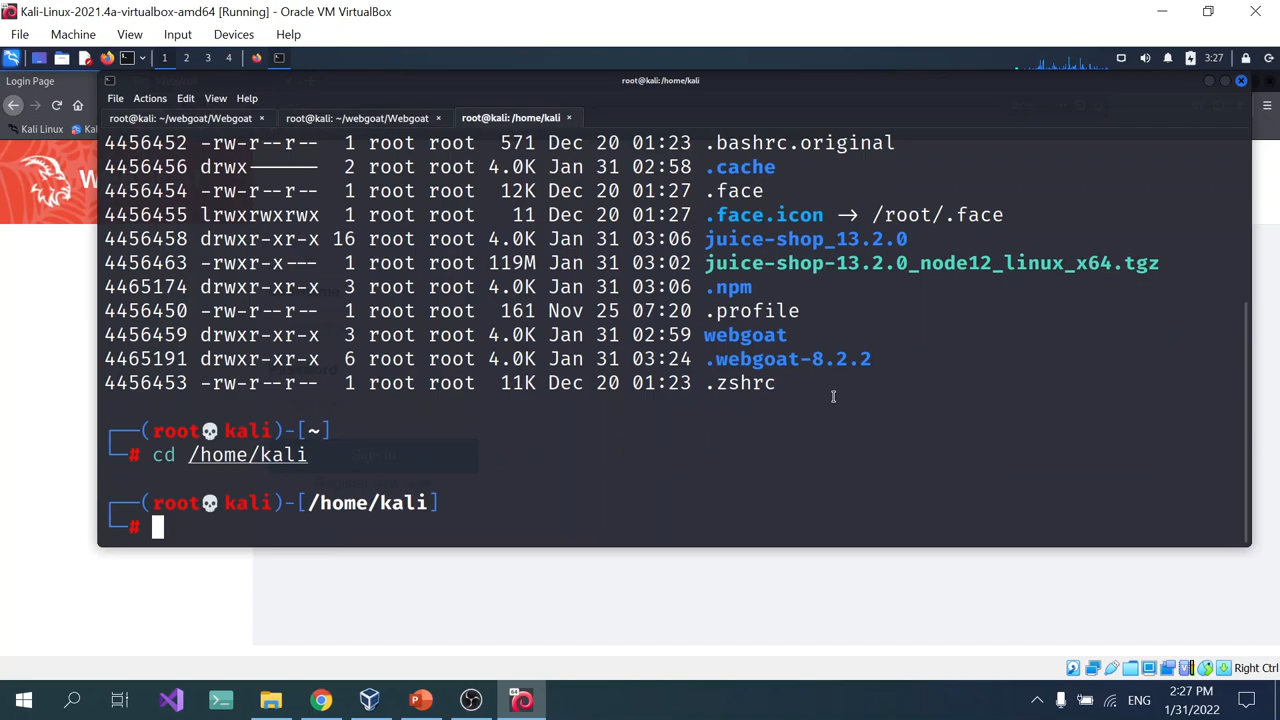 Kali-Linux-2021.4a-virtualbox-amd64 [Running] - Oracle VM VirtualBox
File Machine View Input Devices Help
1 2 3 4 3:27
Login Page
root@kali: /home/kali
File Actions Edit View Help
root@kali: ~/webgoat/Webgoat × root@kali: ~/webgoat/Webgoat × root@kali: /home/kali ×
Kali Linux
W
4456452 -rw-r--r-- 1 root root 571 Dec 20 01:23 .bashrc.original
4456456 drwx------ 2 root root 4.0K Jan 31 02:58 .cache
4456454 -rw-r--r-- 1 root root 12K Dec 20 01:27 .face
4456455 lrwxrwxrwx 1 root root 11 Dec 20 01:27 .face.icon → /root/.face
4456458 drwxr-xr-x 16 root root 4.0K Jan 31 03:06 juice-shop_13.2.0
4456463 -rwxr-x--- 1 root root 119M Jan 31 03:02 juice-shop-13.2.0_node12_linux_x64.tgz
4465174 drwxr-xr-x 3 root root 4.0K Jan 31 03:06 .npm
4456450 -rw-r--r-- 1 root root 161 Nov 25 07:20 .profile
4456459 drwxr-xr-x 3 root root 4.0K Jan 31 02:59 webgoat
4465191 drwxr-xr-x 6 root root 4.0K Jan 31 03:24 .webgoat-8.2.2
4456453 -rw-r--r-- 1 root root 11K Dec 20 01:23 .zshrc
(root💀kali)-[~]
# cd /home/kali
(root💀kali)-[/home/kali]
#
Right Ctrl
ENG
2:27 PM
1/31/2022